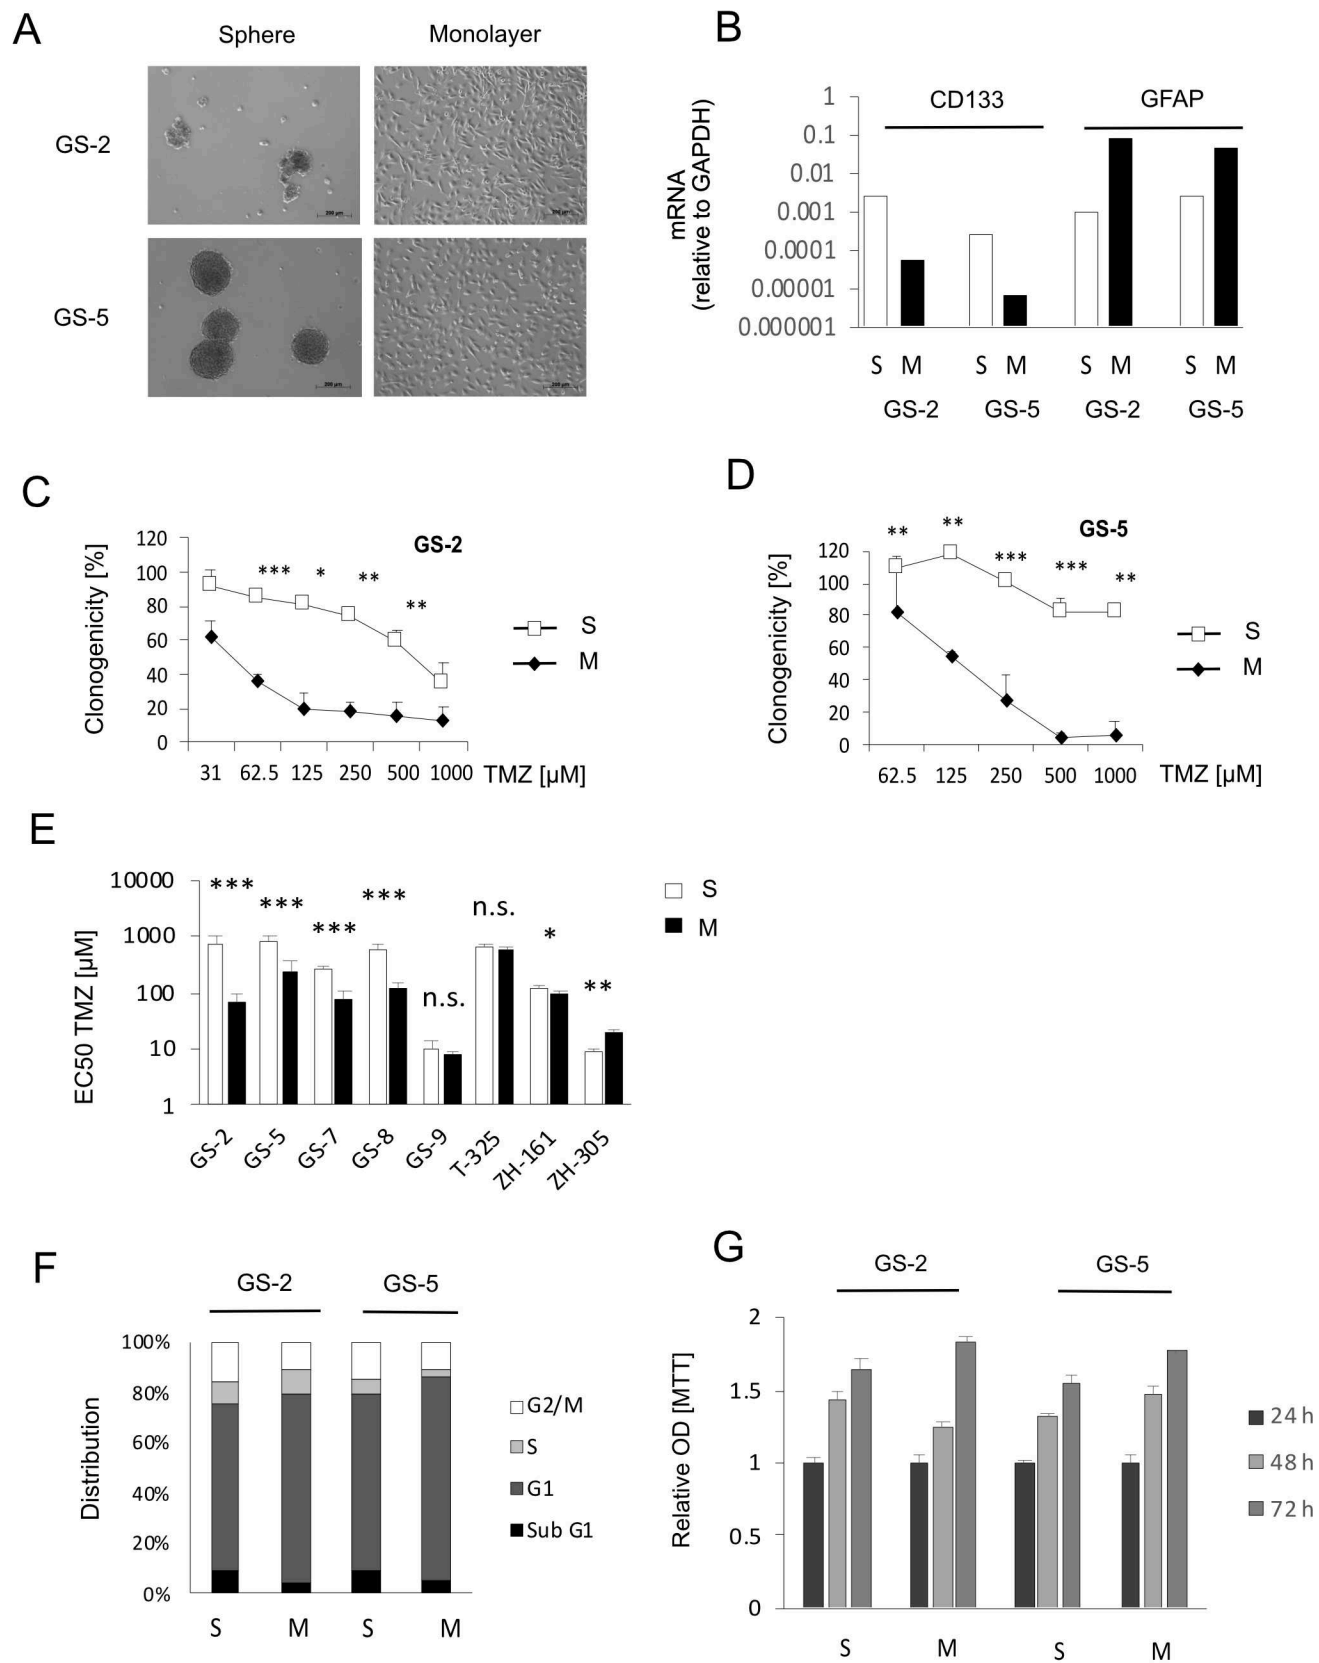 A
Sphere
Monolayer
GS-2
GS-5
200 µm
200 µm
200 µm
B
CD133
GFAP
mRNA
(relative to GAPDH)
1
0.1
0.01
0.001
0.0001
0.00001
0.000001
S M S M S M S M
GS-2 GS-5 GS-2 GS-5
C
GS-2
Clonogenicity [%]
120
100
80
60
40
20
0
***
*
**
**
S
M
31 62.5 125 250 500 1000 TMZ [µM]
D
GS-5
Clonogenicity [%]
120
100
80
60
40
20
0
**
**
***
***
**
S
M
62.5 125 250 500 1000 TMZ [µM]
E
EC50 TMZ [µM]
10000
1000
100
10
1
***
***
***
***
n.s.
n.s.
*
**
S
M
GS-2 GS-5 GS-7 GS-8 GS-9 T-325 ZH-161 ZH-305
F
GS-2 GS-5
Distribution
100%
80%
60%
40%
20%
0%
G2/M
S
G1
Sub G1
S M S M
G
GS-2 GS-5
Relative OD [MTT]
2
1.5
1
0.5
0
24 h
48 h
72 h
S M S M